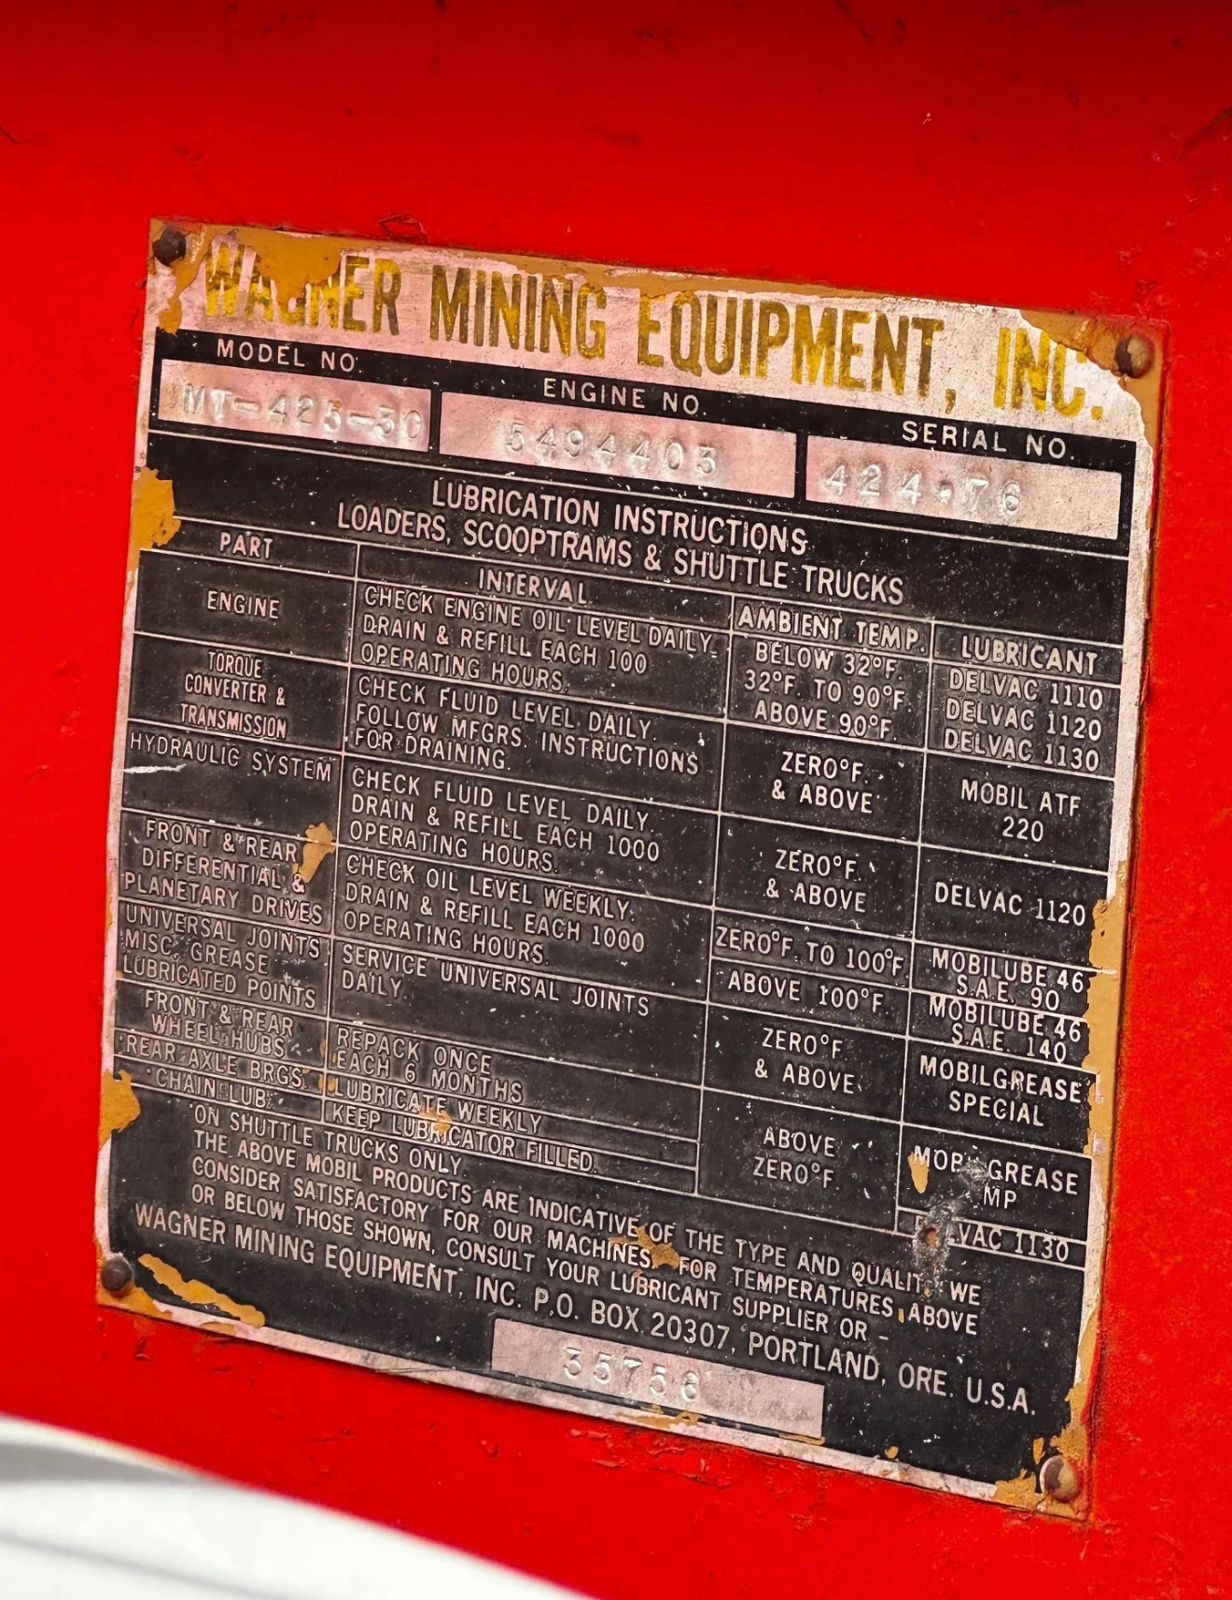 WAGNER MINING EQUIPMENT, INC.
MODEL NO. ENGINE NO. SERIAL NO.
MT-425-30 5494403 424-76
LUBRICATION INSTRUCTIONS
LOADERS, SCOOPTRAMS & SHUTTLE TRUCKS
PART INTERVAL AMBIENT TEMP. LUBRICANT
ENGINE
CHECK ENGINE OIL LEVEL DAILY.
DRAIN & REFILL EACH 100
OPERATING HOURS.
BELOW 32°F. DELVAC 1110
32°F. TO 90°F. DELVAC 1120
ABOVE 90°F. DELVAC 1130
TORQUE
CONVERTER &
TRANSMISSION
CHECK FLUID LEVEL DAILY
FOLLOW MFGRS. INSTRUCTIONS
FOR DRAINING.
ZERO°F.
& ABOVE
MOBIL ATF
220
HYDRAULIC SYSTEM
CHECK FLUID LEVEL DAILY.
DRAIN & REFILL EACH 1000
OPERATING HOURS.
ZERO°F.
& ABOVE
DELVAC 1120
FRONT & REAR
DIFFERENTIAL &
PLANETARY DRIVES
CHECK OIL LEVEL WEEKLY.
DRAIN & REFILL EACH 1000
OPERATING HOURS.
ZERO°F. TO 100°F.
MOBILUBE 46
S.A.E. 90
ABOVE 100°F.
MOBILUBE 46
S.A.E. 140
UNIVERSAL JOINTS
MISC. GREASE
LUBRICATED POINTS
SERVICE UNIVERSAL JOINTS
DAILY.
ZERO°F
& ABOVE
MOBILGREASE
SPECIAL
FRONT & REAR
WHEEL HUBS
REPACK ONCE
EACH 6 MONTHS
ABOVE
ZERO°F.
GREASE
MP
REAR AXLE BRGS. LUBRICATE WEEKLY
CHAIN LUB. KEEP LUBRICATOR FILLED. 1130
ON SHUTTLE TRUCKS ONLY.
THE ABOVE MOBIL PRODUCTS ARE INDICATIVE OF THE TYPE AND QUALITY WE
CONSIDER SATISFACTORY FOR OUR MACHINES. FOR TEMPERATURES ABOVE
OR BELOW THOSE SHOWN, CONSULT YOUR LUBRICANT SUPPLIER OR -
WAGNER MINING EQUIPMENT, INC. P.O. BOX 20307, PORTLAND, ORE. U.S.A.
35758